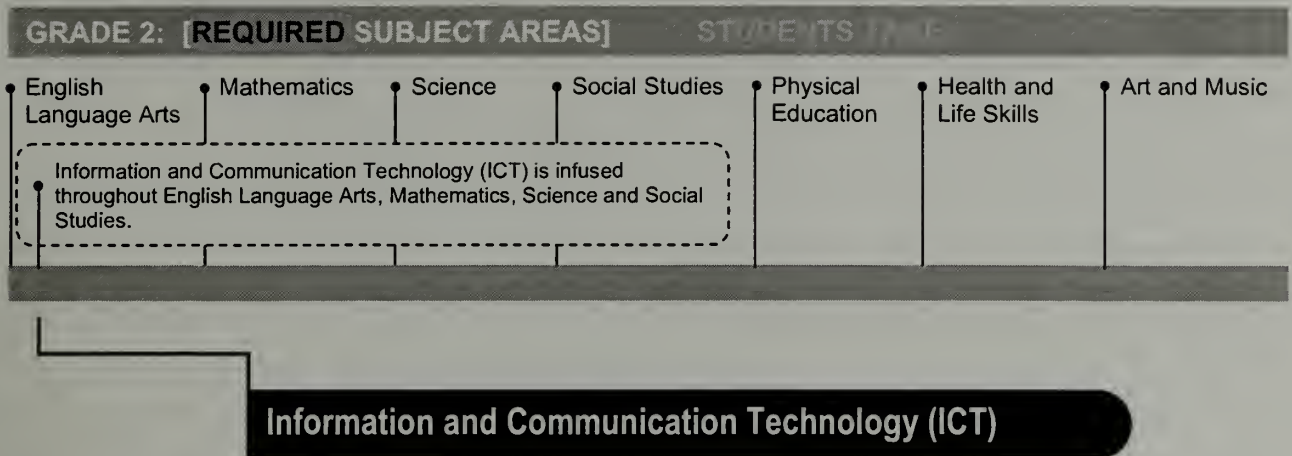 GRADE 2: [REQUIRED SUBJECT AREAS] STUDENTS TAKE
English
Language Arts
Mathematics
Science
Social Studies
Physical
Education
Health and
Life Skills
Art and Music
Information and Communication Technology (ICT) is infused
throughout English Language Arts, Mathematics, Science and Social
Studies.
Information and Communication Technology (ICT)